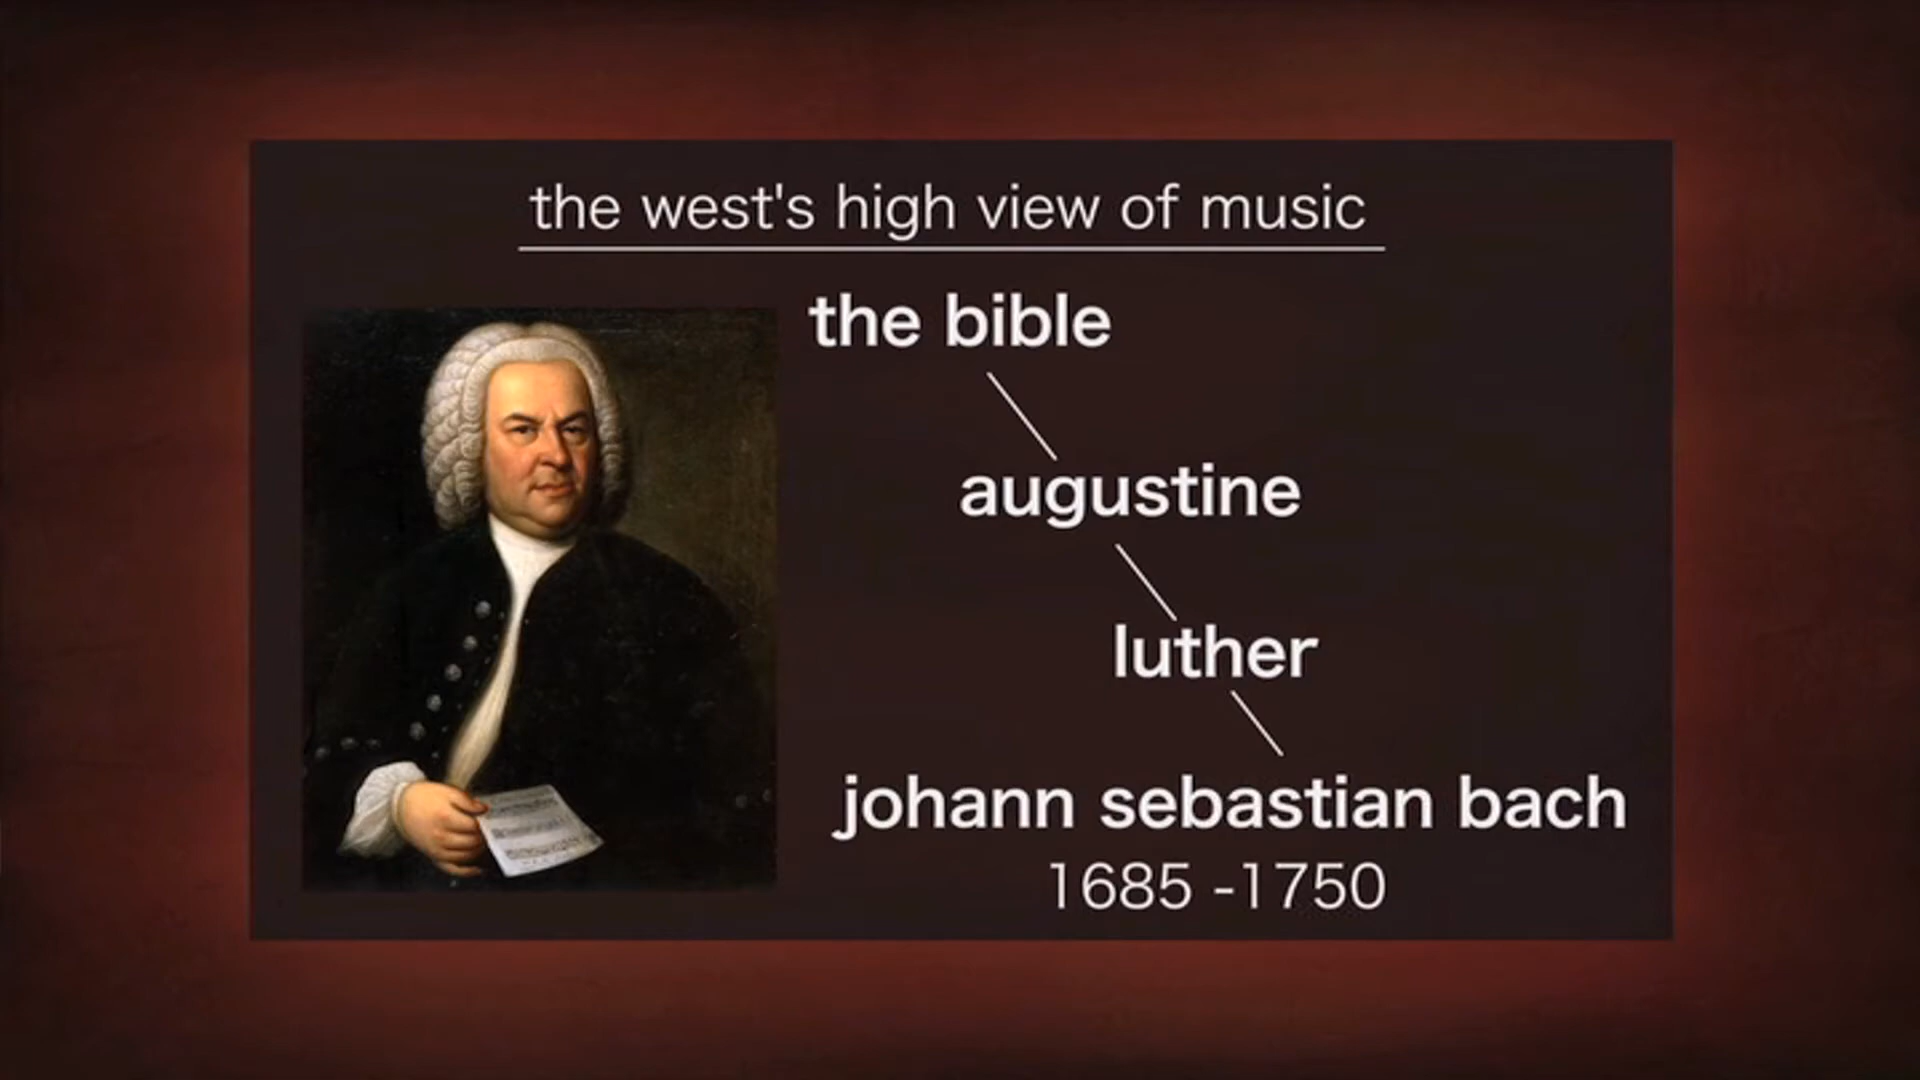 the west's high view of music
the bible
augustine
luther
johann sebastian bach
1685 -1750